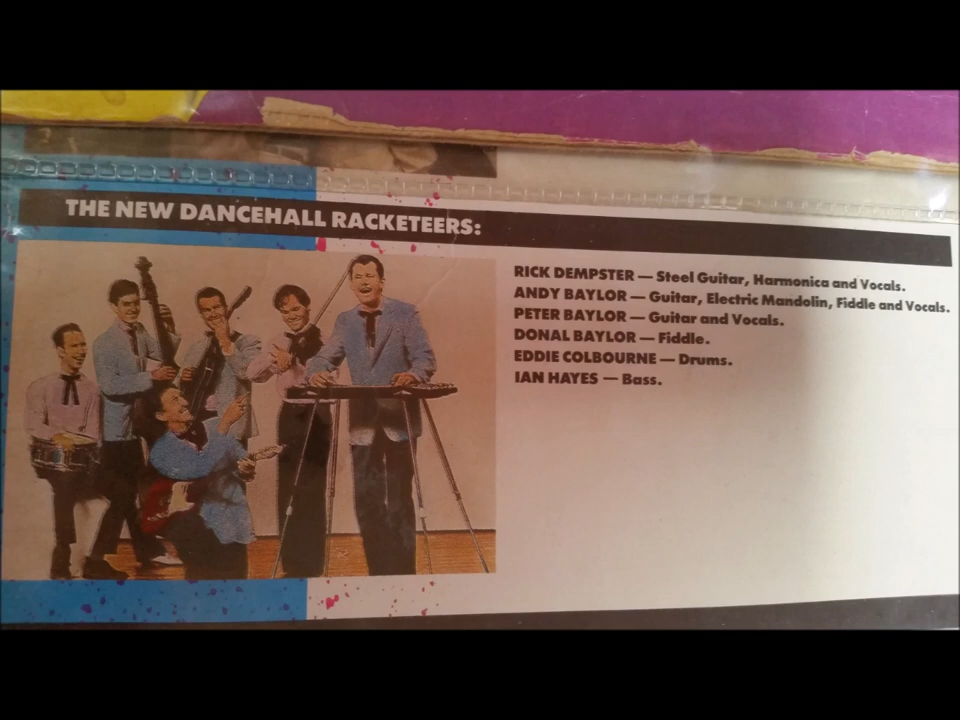 THE NEW DANCEHALL RACKETEERS:
RICK DEMPSTER — Steel Guitar, Harmonica and Vocals.
ANDY BAYLOR — Guitar, Electric Mandolin, Fiddle and Vocals.
PETER BAYLOR — Guitar and Vocals.
DONAL BAYLOR — Fiddle.
EDDIE COLBOURNE — Drums.
IAN HAYES — Bass.